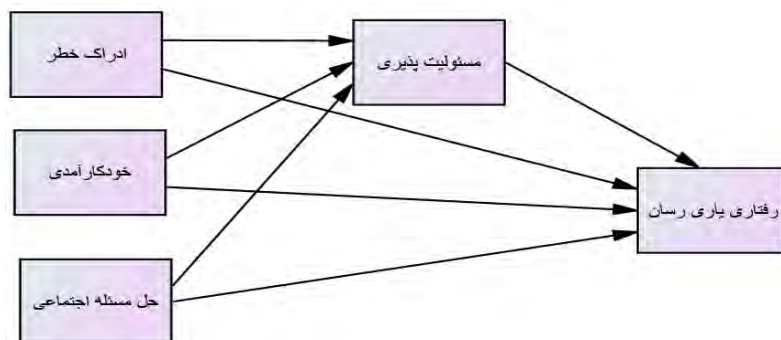 ادراک خطر
مسئولیت پذیری
خودکارآمدی
رفتاری یاری رسان
حل مسئله اجتماعی